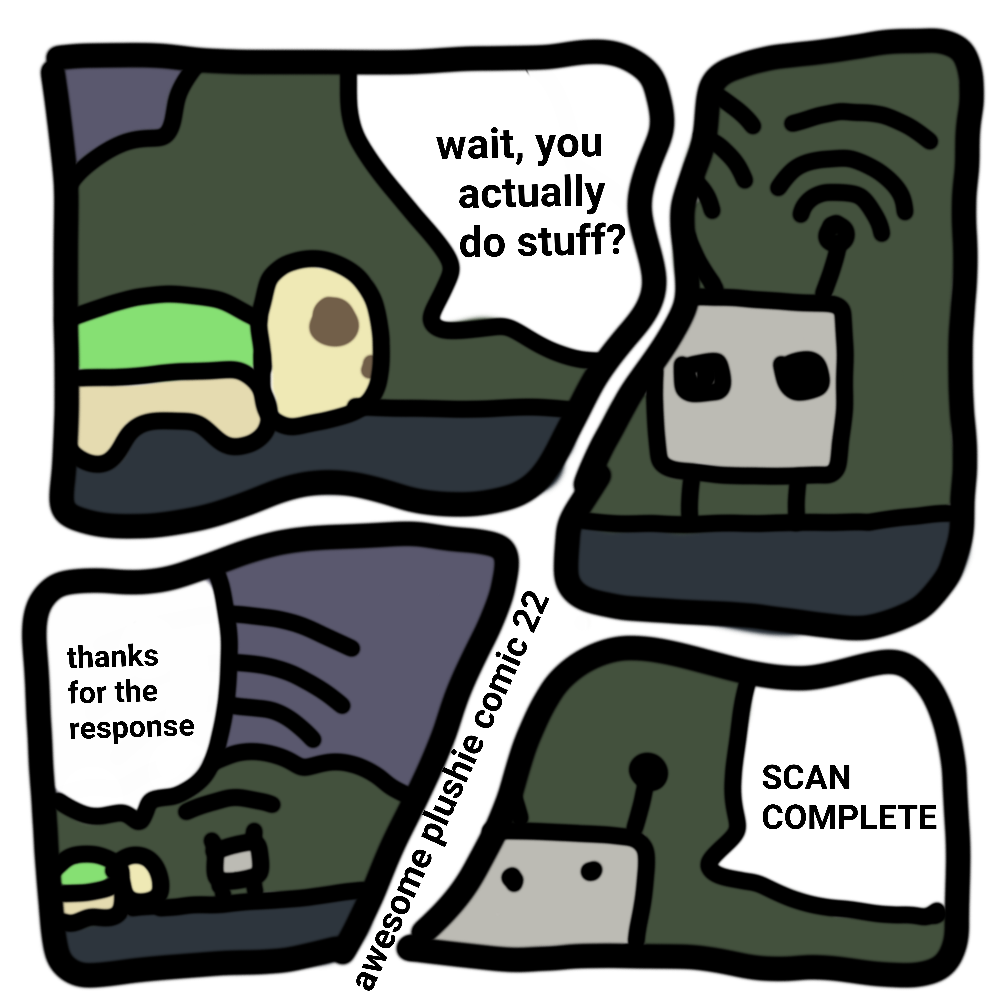 wait, you
actually
do stuff?
thanks
for the
response
awesome plushie comic 22
SCAN
COMPLETE